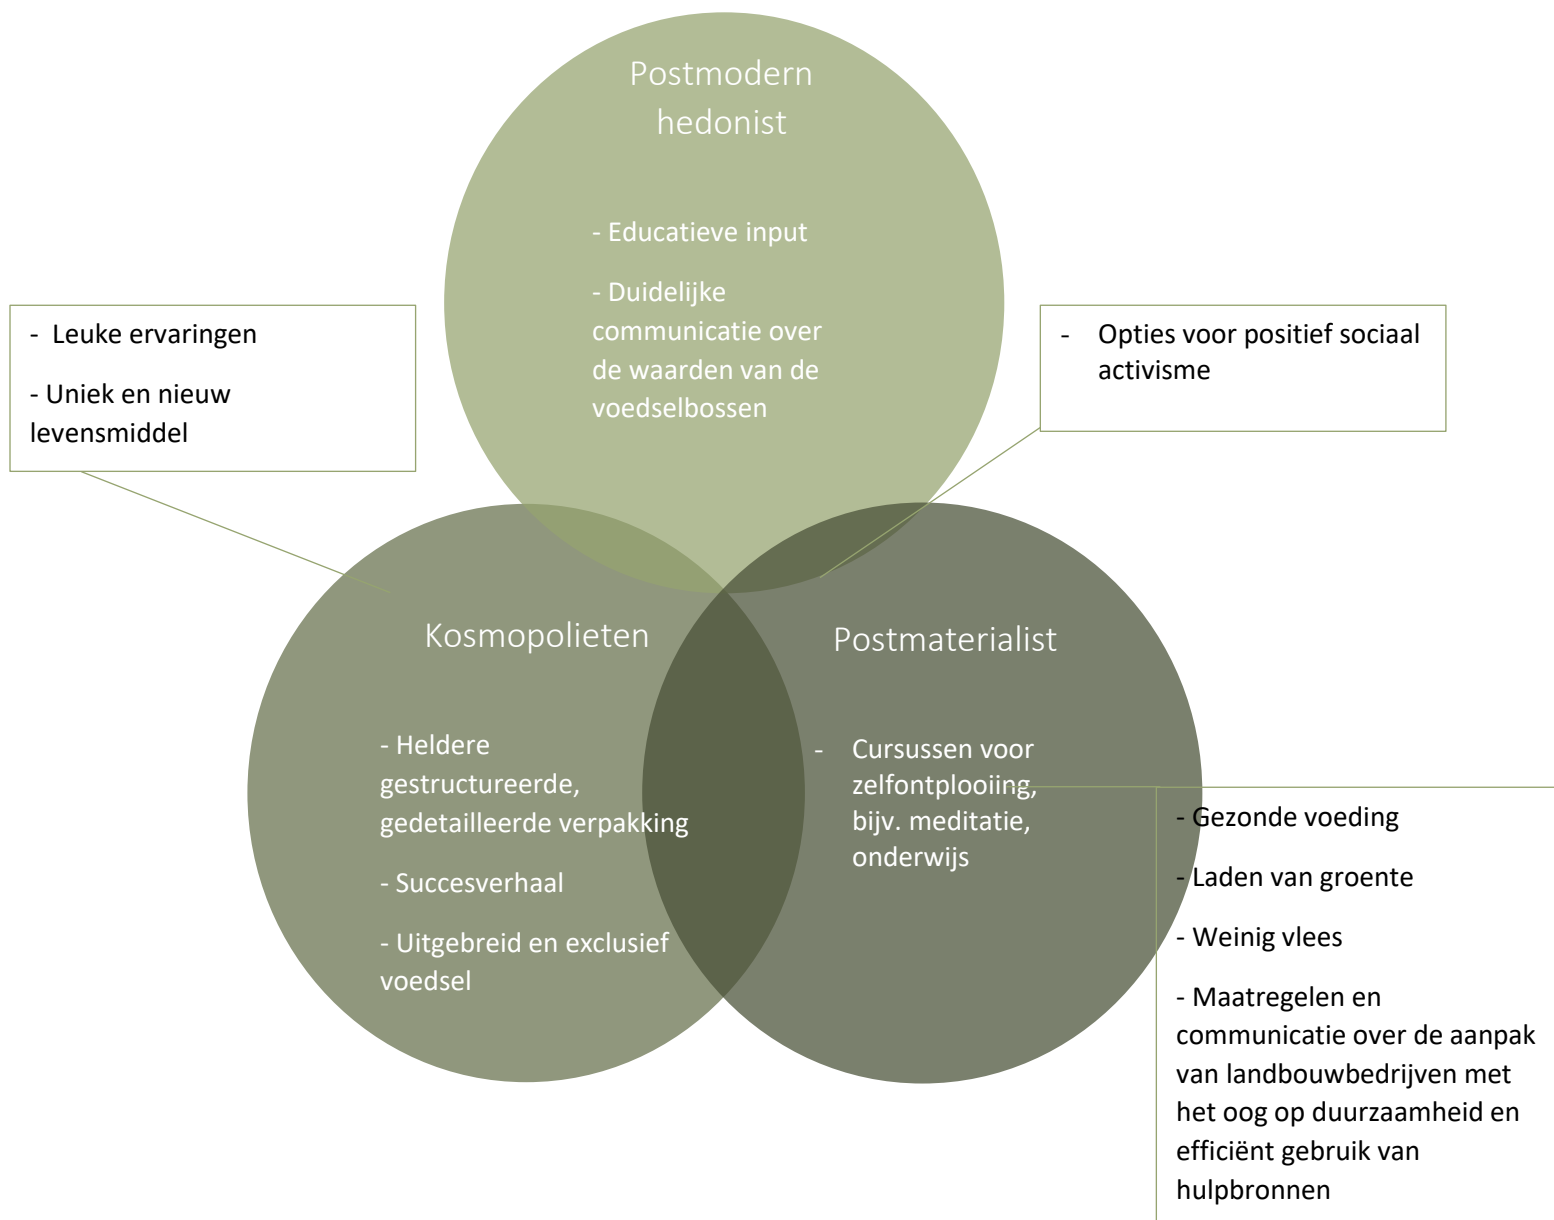 Postmodern
hedonist
- Educatieve input
- Duidelijke
communicatie over
de waarden van de
voedselbossen
- Leuke ervaringen
- Uniek en nieuw
levensmiddel
- Opties voor positief sociaal
activisme
Kosmopolieten
- Heldere
gestructureerde,
gedetailleerde verpakking
- Succesverhaal
- Uitgebreid en exclusief
voedsel
Postmaterialist
- Cursussen voor
zelfontplooiing,
bijv. meditatie,
onderwijs
- Gezonde voeding
- Laden van groente
- Weinig vlees
- Maatregelen en
communicatie over de aanpak
van landbouwbedrijven met
het oog op duurzaamheid en
efficiënt gebruik van
hulpbronnen